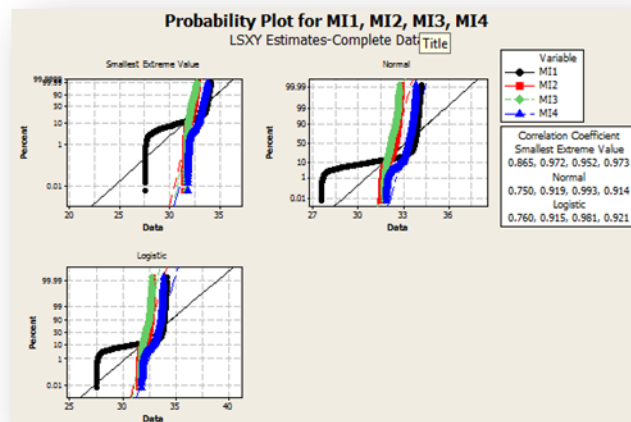 Probability Plot for MI1, MI2, MI3, MI4
LSXY Estimates-Complete Data
Title
Smallest Extreme Value
Percent
99.9999
90
50
10
1
0.01
20
25
30
35
Data
Normal
Percent
99.99
99
90
50
10
1
0.01
27
30
33
36
Data
Variable
MI1
MI2
MI3
MI4
Correlation Coefficient
Smallest Extreme Value
0.865, 0.972, 0.952, 0.973
Normal
0.750, 0.919, 0.993, 0.914
Logistic
0.760, 0.915, 0.981, 0.921
Logistic
Percent
99.99
99
90
50
10
1
0.01
25
30
35
40
Data